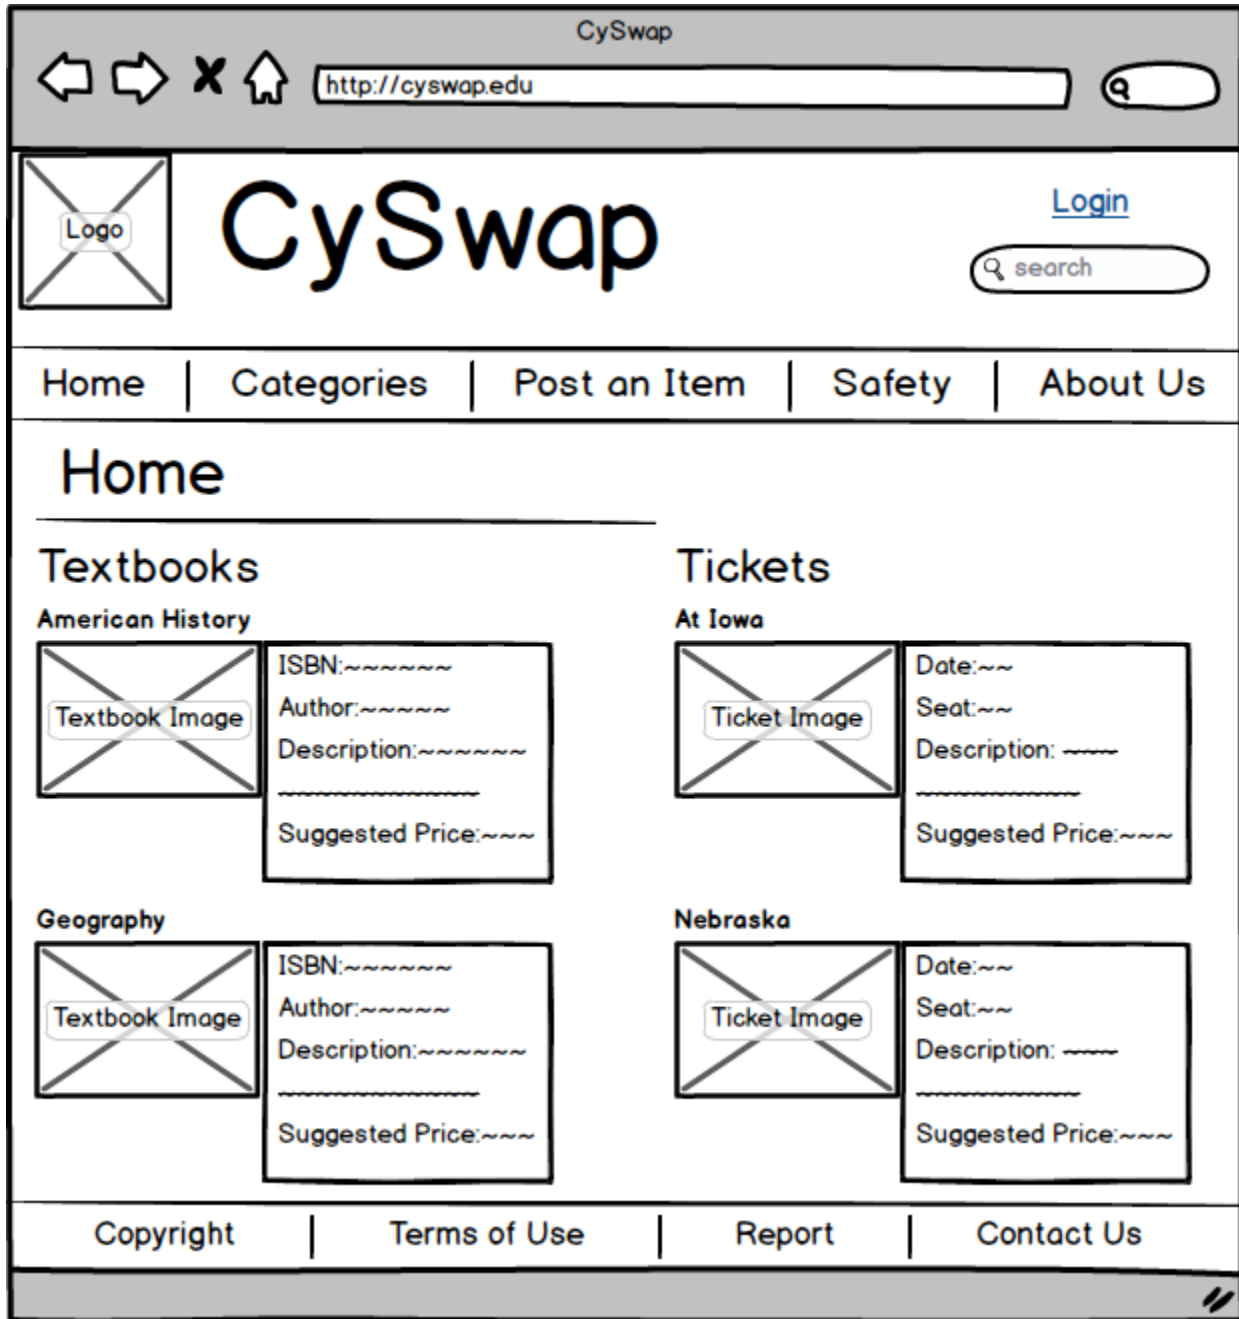 CySwap
http://cyswap.edu
Logo
CySwap
Login
search
Home
Categories
Post an Item
Safety
About Us
Home
Textbooks
American History
Textbook Image
ISBN:~~~~~~
Author:~~~~~
Description:~~~~~~
~~~~~~~~~~~~~
Suggested Price:~~~
Geography
Textbook Image
ISBN:~~~~~~
Author:~~~~~
Description:~~~~~~
~~~~~~~~~~~~~
Suggested Price:~~~
Tickets
At Iowa
Ticket Image
Date:~~
Seat:~~
Description: ~~~
~~~~~~~~~~~
Suggested Price:~~~
Nebraska
Ticket Image
Date:~~
Seat:~~
Description: ~~~
~~~~~~~~~~~
Suggested Price:~~~
Copyright
Terms of Use
Report
Contact Us